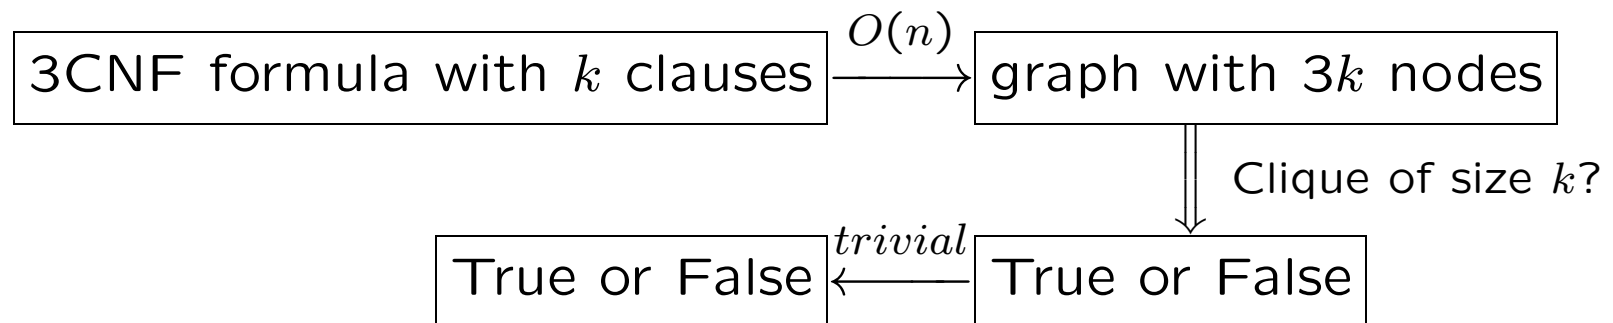 O(n)
3CNF formula with k clauses
graph with 3k nodes
Clique of size k?
trivial
True or False
True or False